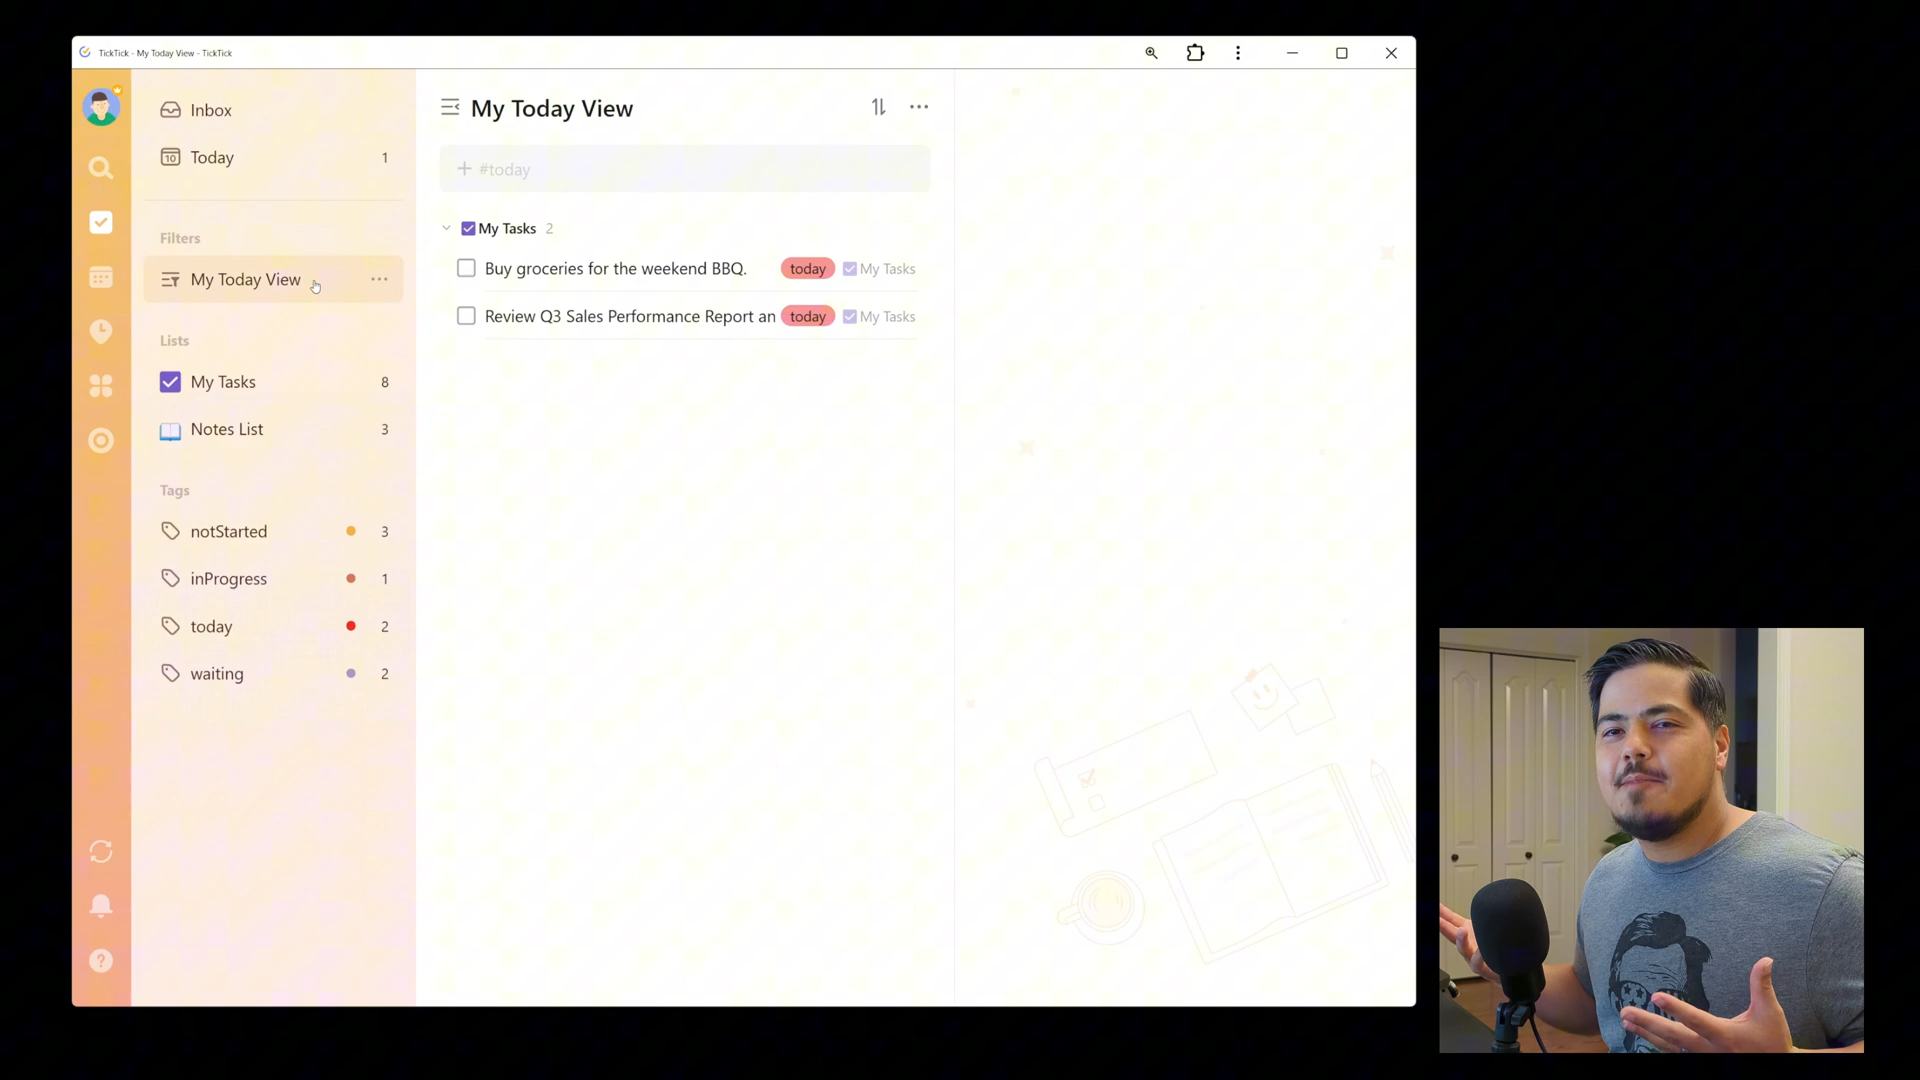 TickTick - My Today View - TickTick
Inbox
10 Today 1
Filters
My Today View
Lists
My Tasks 8
Notes List 3
Tags
notStarted 3
inProgress 1
today 2
waiting 2
My Today View
+ #today
My Tasks 2
Buy groceries for the weekend BBQ. today My Tasks
Review Q3 Sales Performance Report an today My Tasks